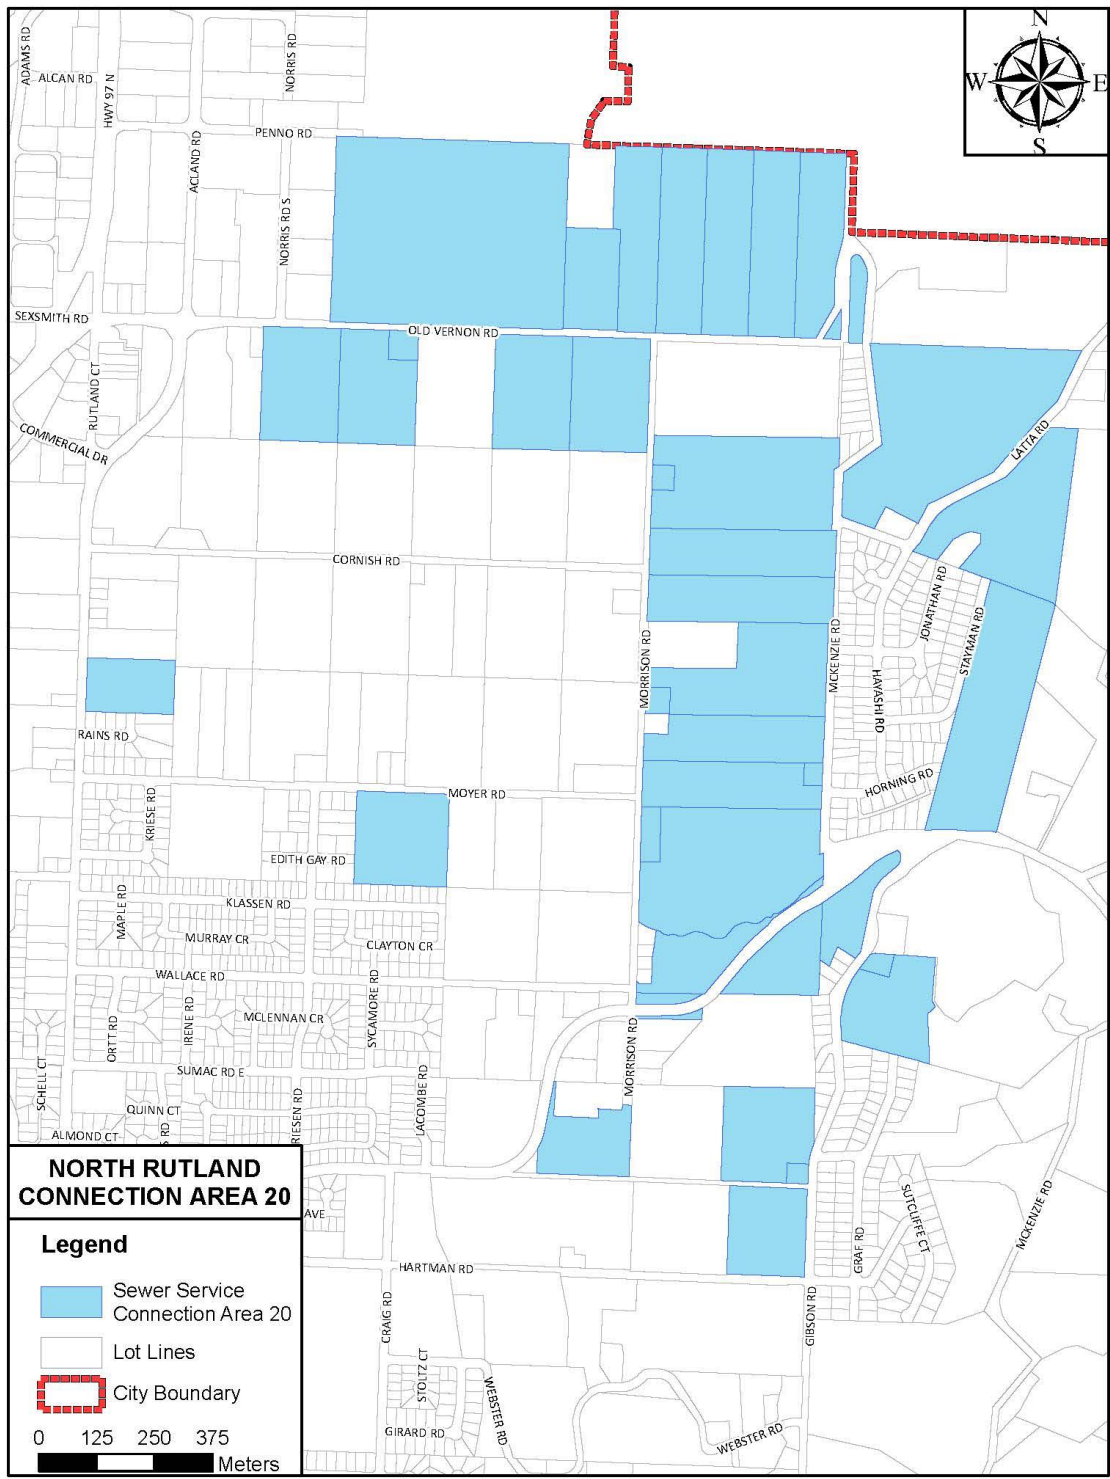 N
W
E
S
ADAMS RD
ALCAN RD
HWY 97 N
NORRIS RD
PENNO RD
ACLAND RD
NORRIS RD S
SEXSMITH RD
OLD VERNON RD
RUTLAND CT
COMMERCIAL DR
LATTA RD
CORNISH RD
JONATHAN RD
STAYMAN RD
MORRISON RD
MCKENZIE RD
HAYASHI RD
RAINS RD
HORNING RD
MOYER RD
KRIESE RD
EDITH GAY RD
KLASSEN RD
MAPLE RD
MURRAY CR
CLAYTON CR
WALLACE RD
MCLENNAN CR
SYCAMORE RD
IRENE RD
ORTT RD
MORRISON RD
SUMAC RD E
SCHELL CT
LACOMBE RD
QUINN CT
RIESEN RD
ALMOND CT
S RD
NORTH RUTLAND
CONNECTION AREA 20
AVE
SUTCLIFFE CT
MCKENZIE RD
GRAF RD
HARTMAN RD
Legend
Sewer Service
Connection Area 20
Lot Lines
City Boundary
0 125 250 375
Meters
CRAIG RD
GIBSON RD
STOLTZ CT
WEBSTER RD
GIRARD RD
WEBSTER RD